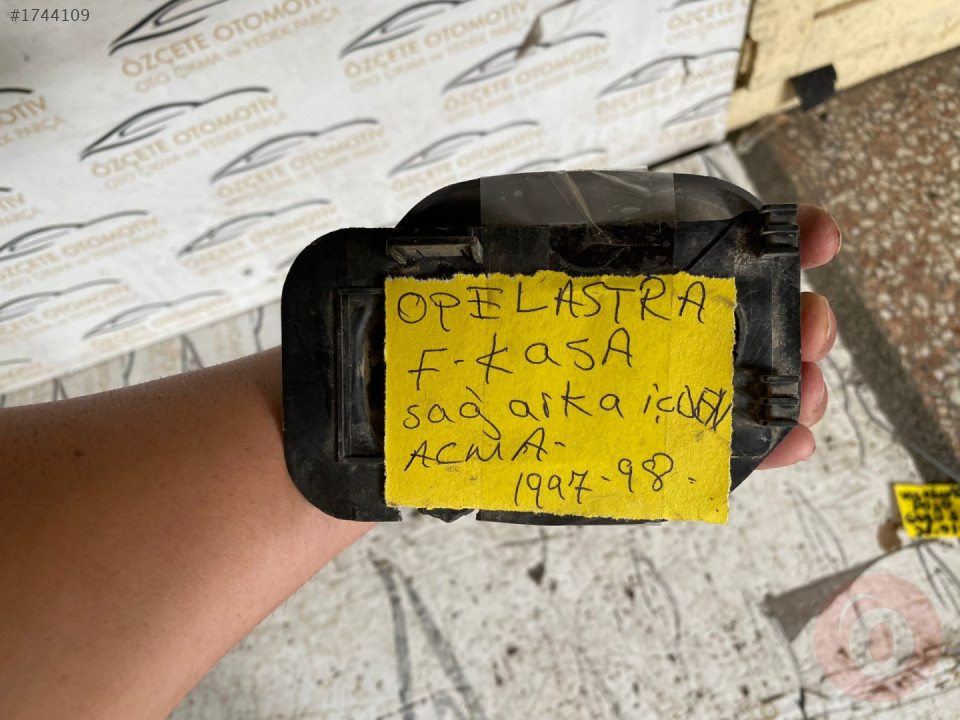 #1744109
ÖZÇETE OTOMOTİV
OTO ÇIKMA ve YEDEK PARÇA
OPEL ASTRA
F-KASA
sağ arka içDEN
ACMA-
1997-98-